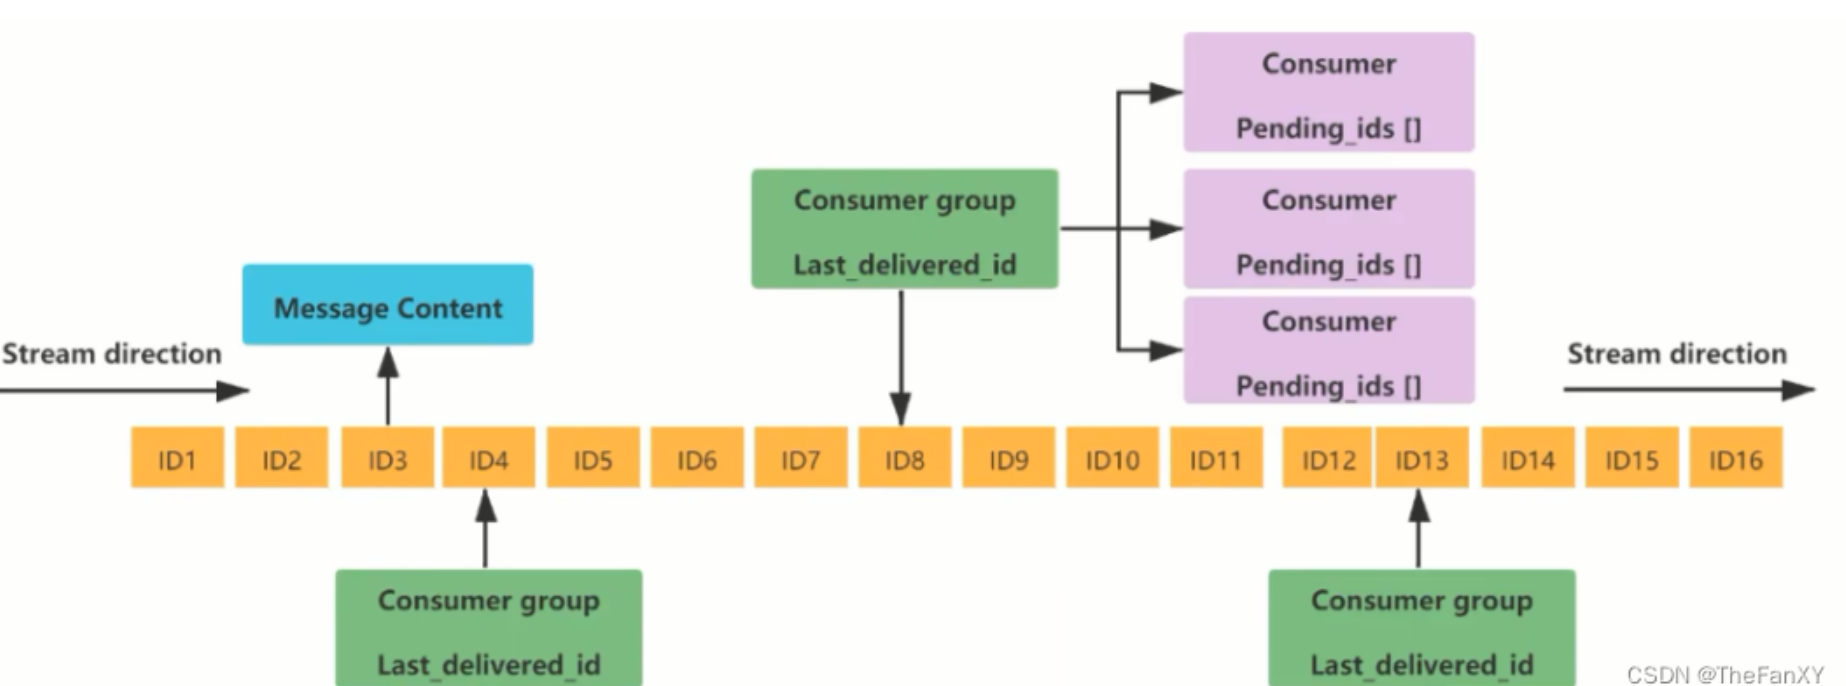 Consumer
Pending_ids []
Consumer group
Last_delivered_id
Consumer
Pending_ids []
Consumer
Pending_ids []
Message Content
Stream direction
Stream direction
ID1 ID2 ID3 ID4 ID5 ID6 ID7 ID8 ID9 ID10 ID11 ID12 ID13 ID14 ID15 ID16
Consumer group
Last_delivered_id
Consumer group
Last_delivered_id
CSDN @TheFanXY